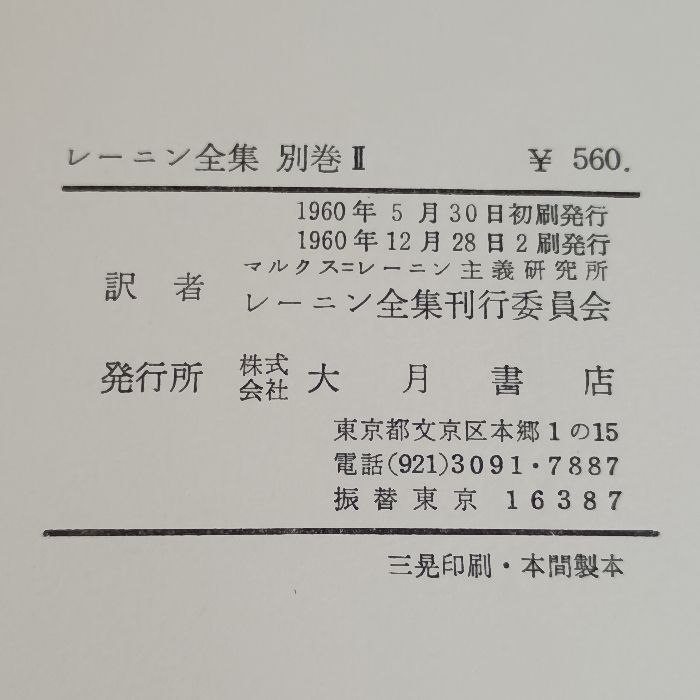 レーニン全集 別巻Ⅱ ¥ 560.
1960年 5 月 30 日初刷発行
1960年 12 月 28 日 2 刷発行
訳者 マルクス=レーニン主義研究所
レーニン全集刊行委員会
発行所 株式会社 大月書店
東京都文京区本郷1の15
電話(921)3091・7887
振替東京 16387
三晃印刷・本間製本